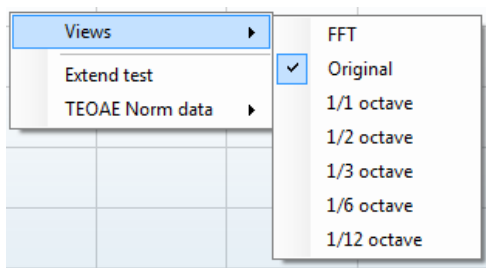 Views
Extend test
TEOAE Norm data
FFT
Original
1/1 octave
1/2 octave
1/3 octave
1/6 octave
1/12 octave